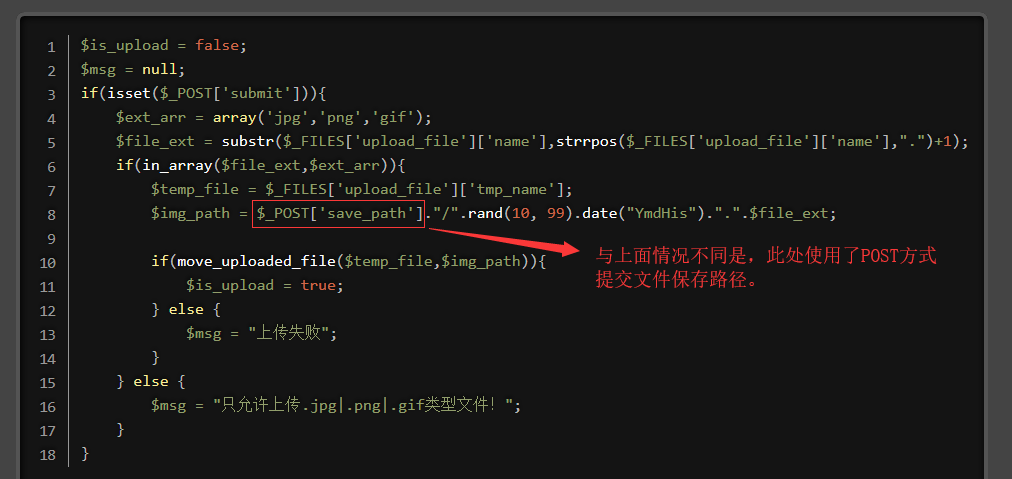 1 $is_upload = false;
2 $msg = null;
3 if(isset($_POST['submit'])){
4 $ext_arr = array('jpg','png','gif');
5 $file_ext = substr($_FILES['upload_file']['name'],strrpos($_FILES['upload_file']['name'],".")+1);
6 if(in_array($file_ext,$ext_arr)){
7 $temp_file = $_FILES['upload_file']['tmp_name'];
8 $img_path = $_POST['save_path']."/".rand(10, 99).date("YmdHis").".".$file_ext;
9
10 if(move_uploaded_file($temp_file,$img_path)){
11 $is_upload = true;
12 } else {
13 $msg = "上传失败";
14 }
15 } else {
16 $msg = "只允许上传.jpg|.png|.gif类型文件！";
17 }
18 }
与上面情况不同是，此处使用了POST方式
提交文件保存路径。